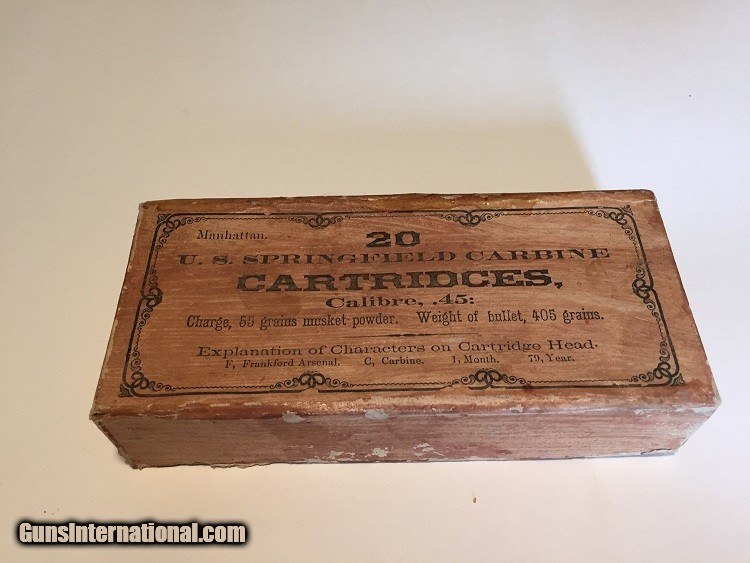 Manhattan.
20
U. S. SPRINGFIELD CARBINE
CARTRIDGES,
Calibre, .45:
Charge, 55 grains musket-powder. Weight of bullet, 405 grains.
Explanation of Characters on Cartridge Head.
F, Frankford Arsenal. C, Carbine. 1, Month. 79, Year.
GunsInternational.com